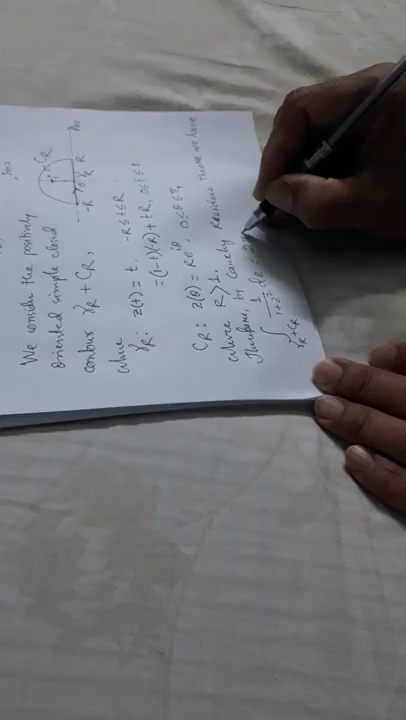 We consider the positively
oriented simple closed
contour γR + CR,
-R R
CR
where
γR : z(t) = t, -R ≤ t ≤ R
= (1-t)(-R) + tR, 0 ≤ t ≤ 1
CR : z(θ) = Re^{iθ}, 0 ≤ θ ≤ π,
where R > 1.
Therefore, by Cauchy Residue Theorem we have
∫_{γR + CR} 1/(1+z²) dz =